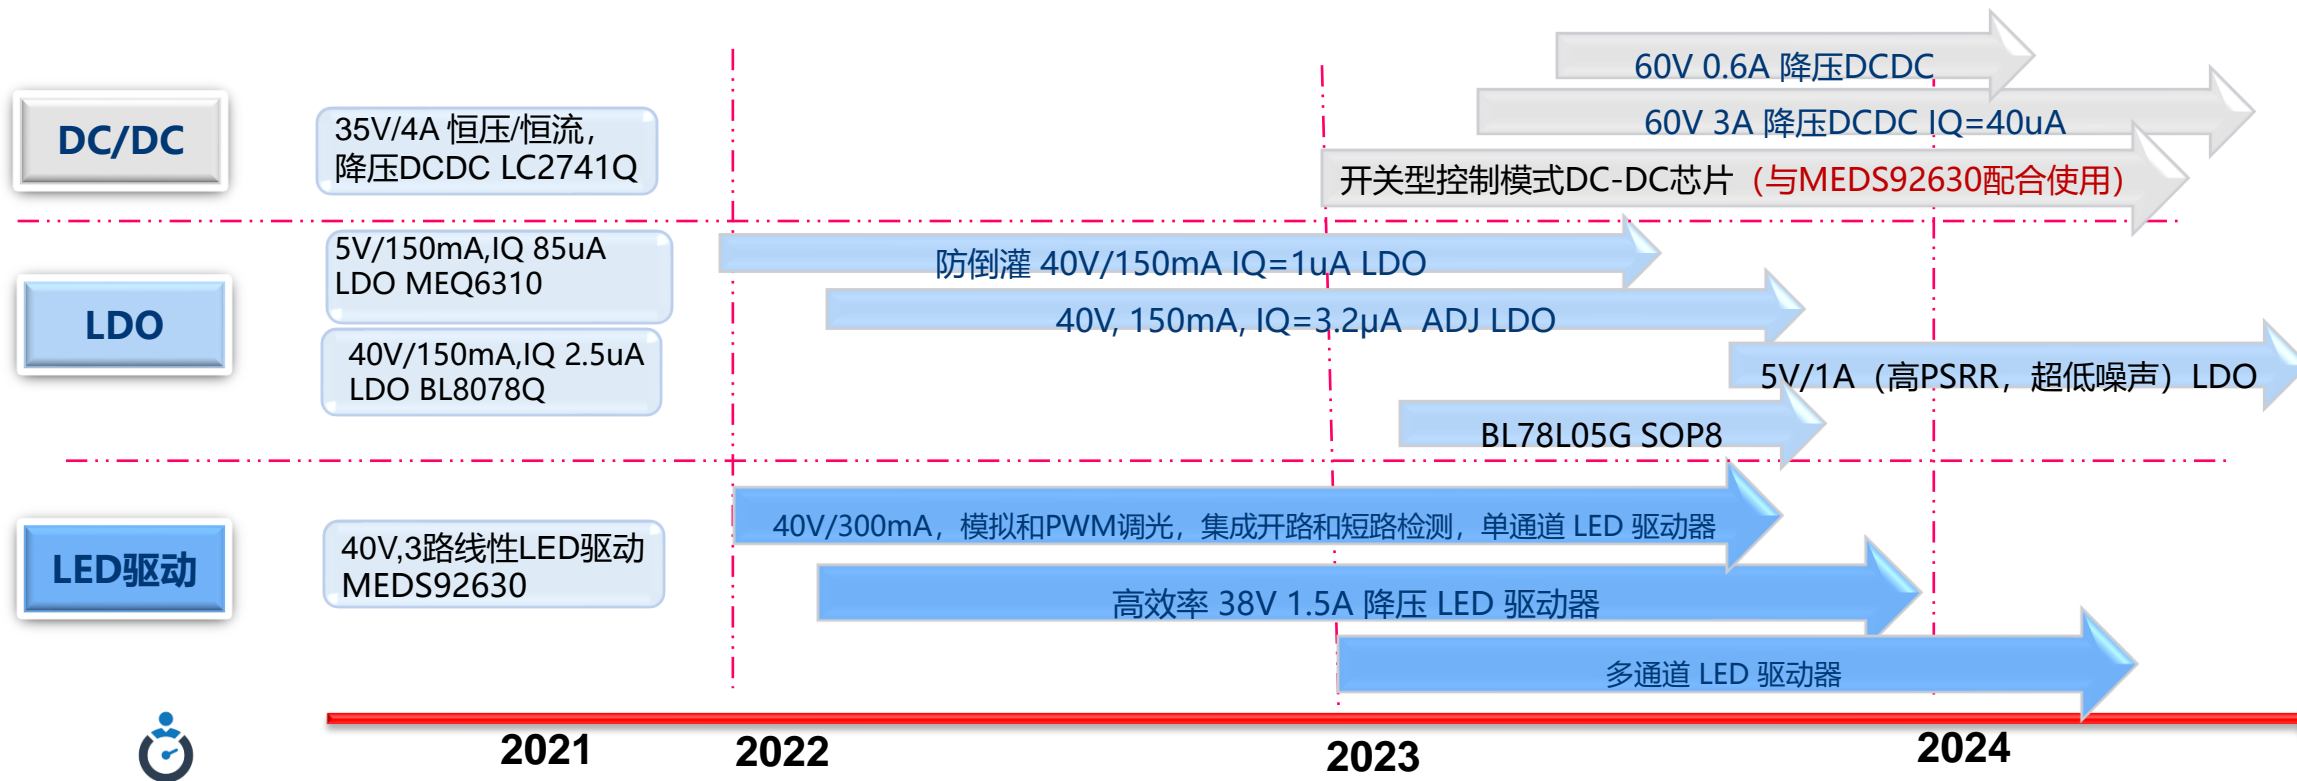 60V 0.6A 降压DCDC
60V 3A 降压DCDC IQ=40uA
DC/DC
35V/4A 恒压/恒流，
降压DCDC LC2741Q
开关型控制模式DC-DC芯片（与MEDS92630配合使用）
5V/150mA,IQ 85uA
LDO MEQ6310
防倒灌 40V/150mA IQ=1uA LDO
LDO
40V, 150mA, IQ=3.2μA ADJ LDO
40V/150mA,IQ 2.5uA
LDO BL8078Q
5V/1A（高PSRR，超低噪声）LDO
BL78L05G SOP8
40V/300mA，模拟和PWM调光，集成开路和短路检测，单通道 LED 驱动器
LED驱动
40V,3路线性LED驱动
MEDS92630
高效率 38V 1.5A 降压 LED 驱动器
多通道 LED 驱动器
2021
2022
2023
2024